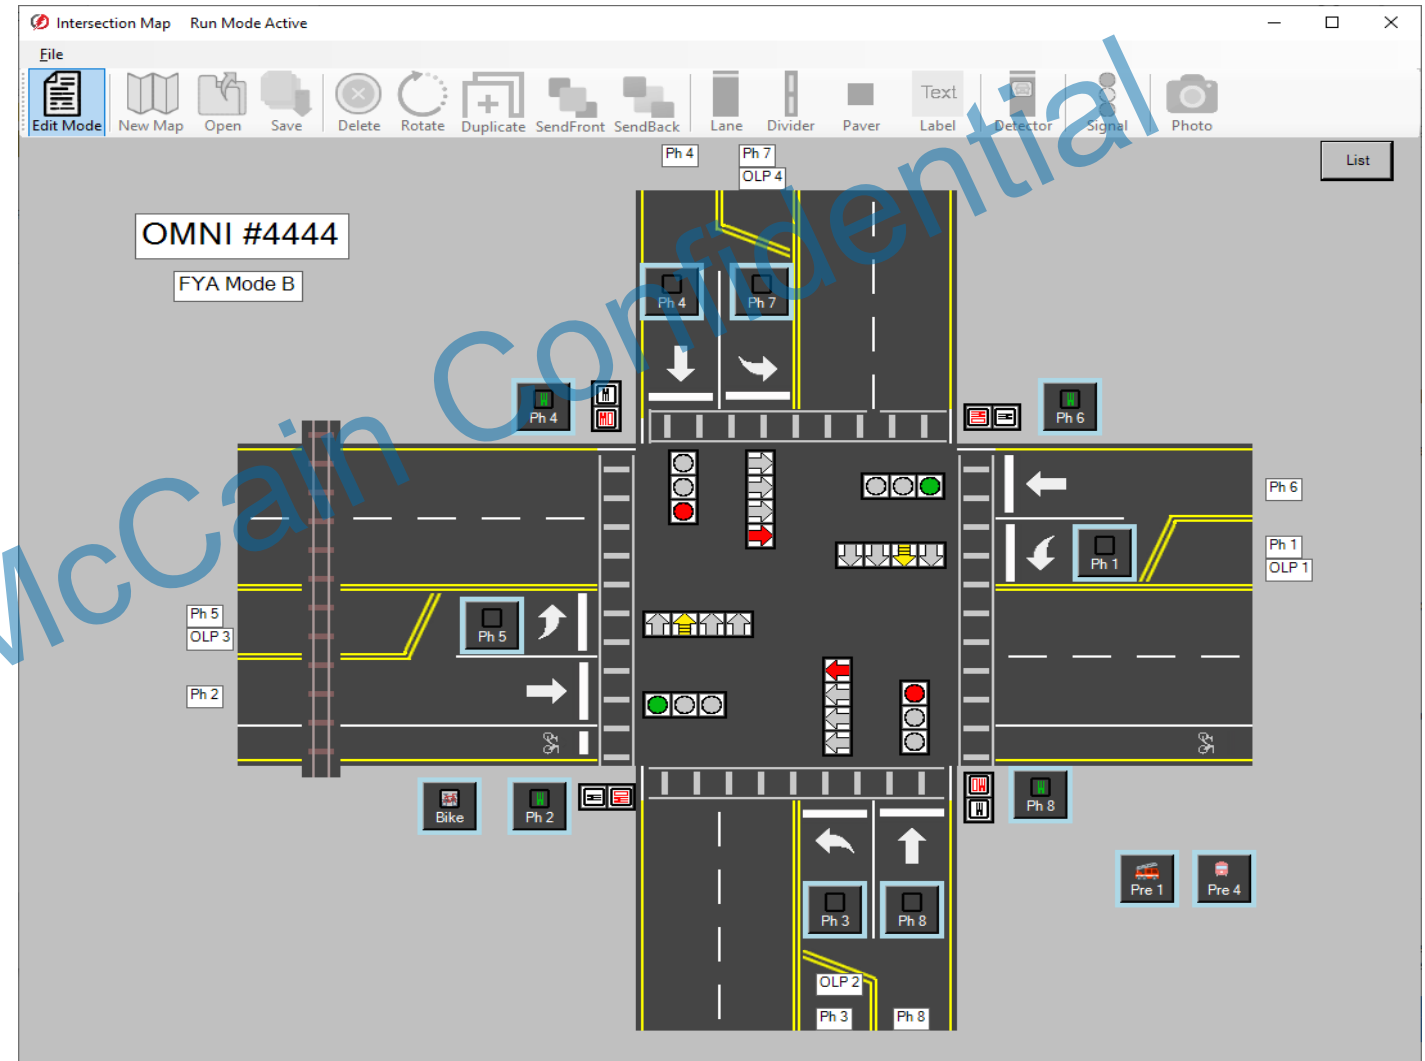 Intersection Map Run Mode Active
File
Edit Mode New Map Open Save Delete Rotate Duplicate SendFront SendBack Lane Divider Paver Text Label Detector Signal Photo
List
Ph 4
Ph 7
OLP 4
OMNI #4444
FYA Mode B
Ph 4
Ph 7
Ph 4
W
DW
Ph 6
Ph 6
Ph 1
OLP 1
Ph 1
Ph 5
OLP 3
Ph 5
Ph 2
Bike
Ph 2
DW
W
Ph 8
Pre 1
Pre 4
Ph 3
Ph 8
OLP 2
Ph 3
Ph 8
McCain Confidential